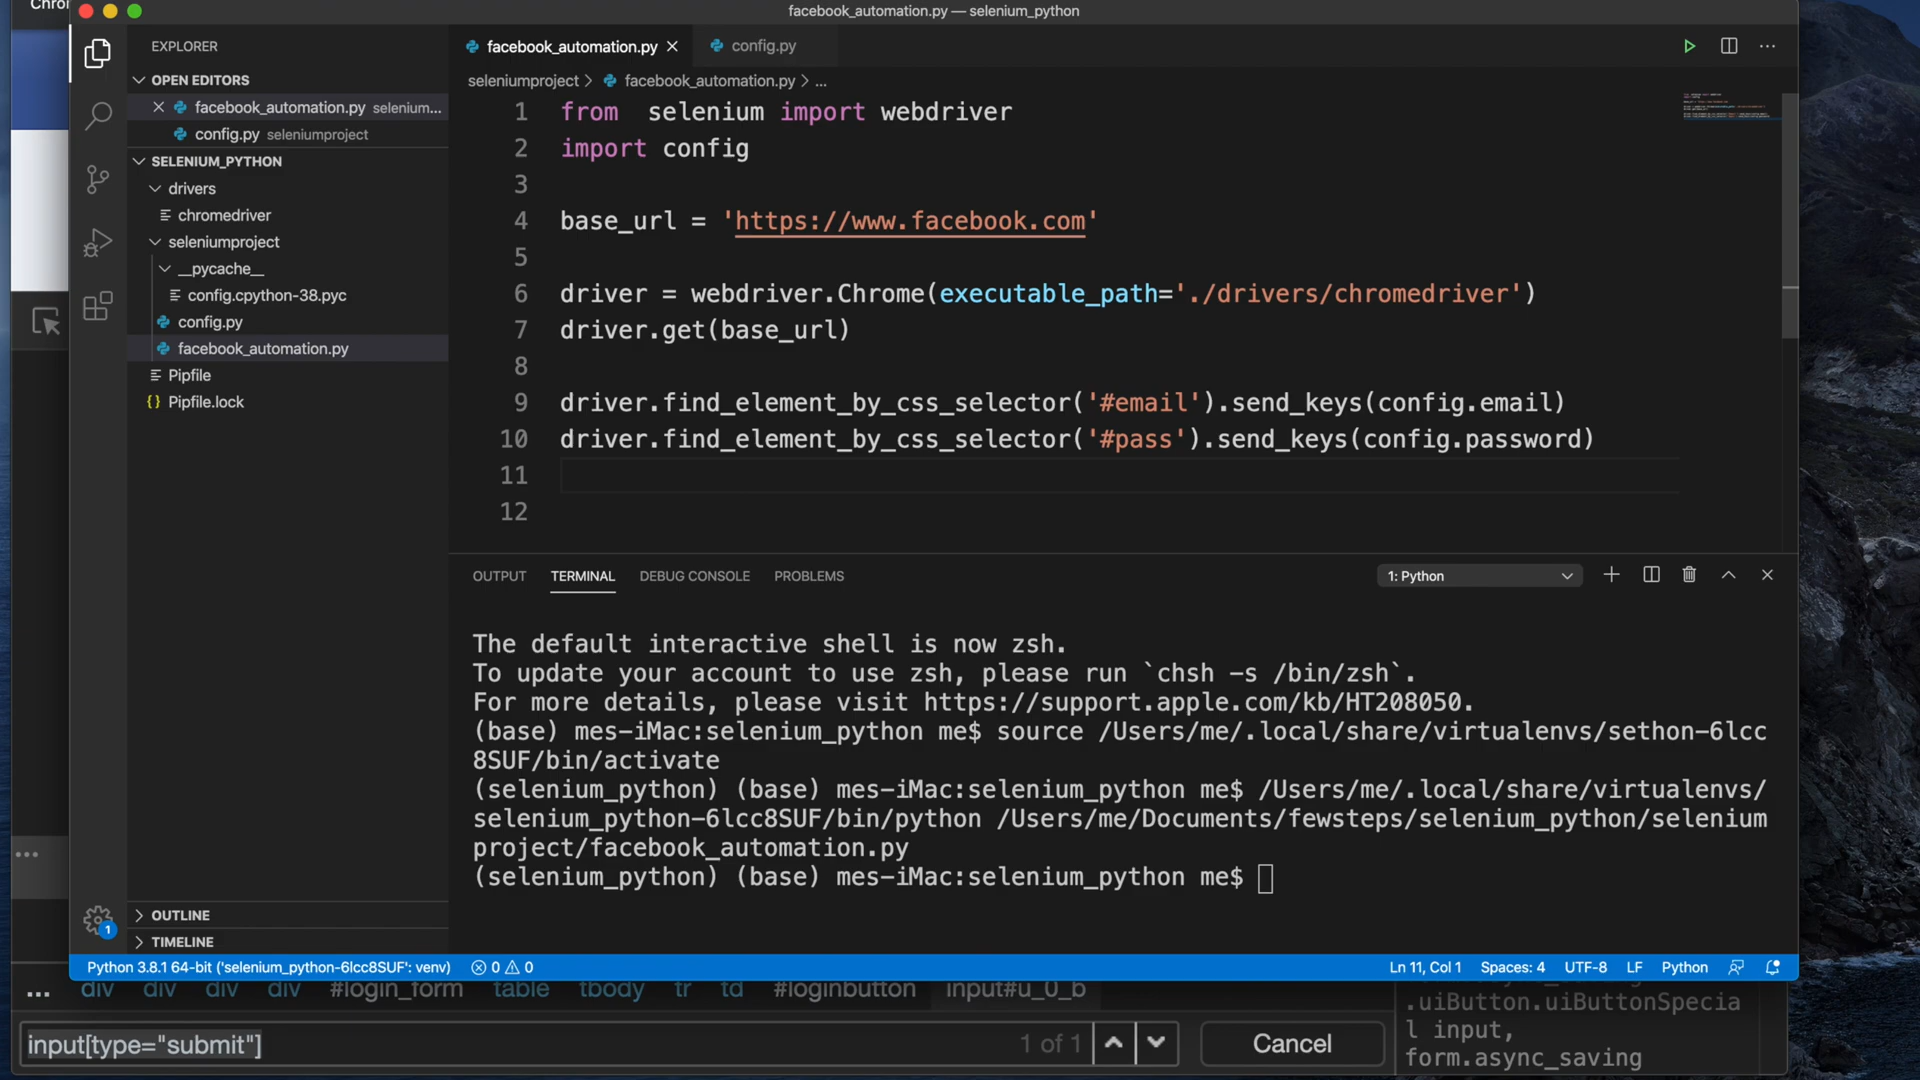 Chro
facebook_automation.py — selenium_python
EXPLORER
OPEN EDITORS
facebook_automation.py selenium...
config.py seleniumproject
SELENIUM_PYTHON
drivers
chromedriver
seleniumproject
__pycache__
config.cpython-38.pyc
config.py
facebook_automation.py
Pipfile
Pipfile.lock
OUTLINE
TIMELINE
facebook_automation.py
config.py
seleniumproject > facebook_automation.py > ...
1 from  selenium import webdriver
2 import config
3
4 base_url = 'https://www.facebook.com'
5
6 driver = webdriver.Chrome(executable_path='./drivers/chromedriver')
7 driver.get(base_url)
8
9 driver.find_element_by_css_selector('#email').send_keys(config.email)
10 driver.find_element_by_css_selector('#pass').send_keys(config.password)
11
12
OUTPUT TERMINAL DEBUG CONSOLE PROBLEMS
1: Python
The default interactive shell is now zsh.
To update your account to use zsh, please run `chsh -s /bin/zsh`.
For more details, please visit https://support.apple.com/kb/HT208050.
(base) mes-iMac:selenium_python me$ source /Users/me/.local/share/virtualenvs/sethon-6lcc
8SUF/bin/activate
(selenium_python) (base) mes-iMac:selenium_python me$ /Users/me/.local/share/virtualenvs/
selenium_python-6lcc8SUF/bin/python /Users/me/Documents/fewsteps/selenium_python/selenium
project/facebook_automation.py
(selenium_python) (base) mes-iMac:selenium_python me$
1
Python 3.8.1 64-bit ('selenium_python-6lcc8SUF': venv) 0 0
Ln 11, Col 1 Spaces: 4 UTF-8 LF Python
... div div div div #login_form table tbody tr td #loginbutton input#u_0_b
.uiButton.uiButtonSpecia
l input,
form.async_saving
input[type="submit"]
1 of 1
Cancel